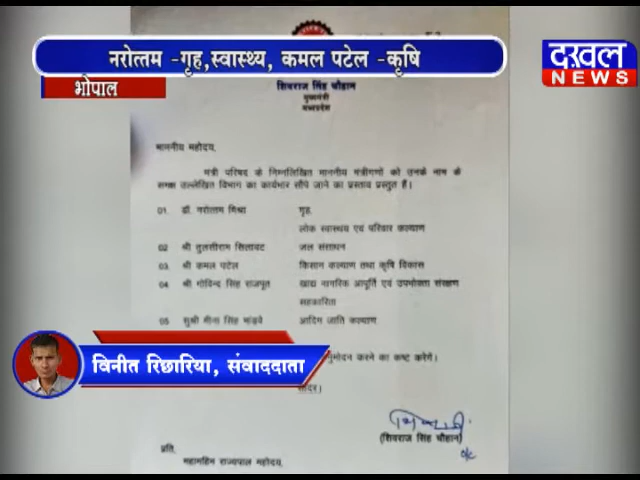 नरोत्तम -गृह,स्वास्थ्य, कमल पटेल -कृषि
दखल
NEWS
भोपाल
शिवराज सिंह चौहान
मुख्यमंत्री
मध्यप्रदेश
माननीय महोदय,
मंत्री परिषद के निम्नलिखित माननीय मंत्रीगणों को उनके नाम के
समक्ष उल्लेखित विभाग का कार्यभार सौंपे जाने का प्रस्ताव प्रस्तुत हैं।
01. डॉ. नरोत्तम मिश्रा गृह,
लोक स्वास्थ्य एवं परिवार कल्याण
02 श्री तुलसीराम सिलावट जल संसाधन
03 श्री कमल पटेल किसान कल्याण तथा कृषि विकास
04 श्री गोविन्द सिंह राजपूत खाद्य नागरिक आपूर्ति एवं उपभोक्ता संरक्षण
सहकारिता
05 सुश्री मीना सिंह मांडवे आदिम जाति कल्याण
करने का कष्ट करेंगे।
विनीत रिछारिया, संवाददाता
सादर।
(शिवराज सिंह चौहान)
प्रति,
महामहिम राज्यपाल महोदय,